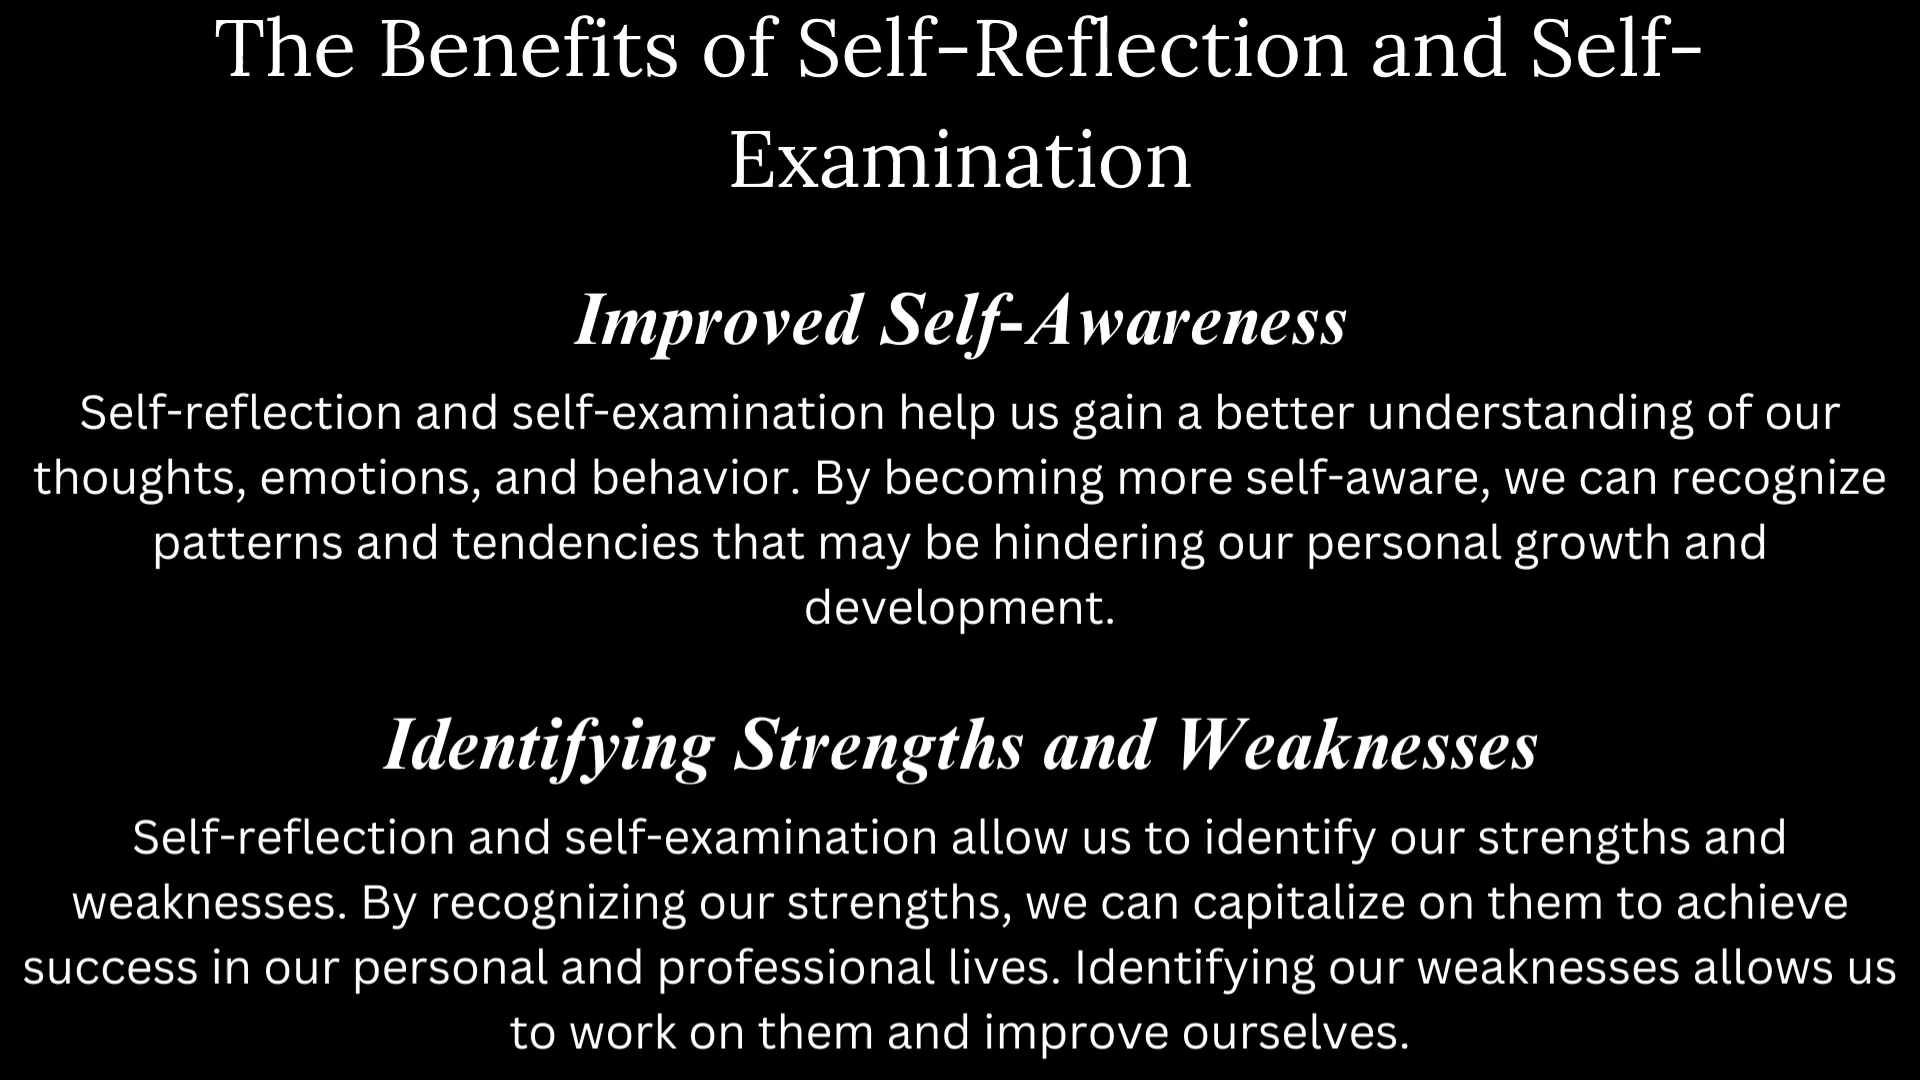 The Benefits of Self-Reflection and Self-
Examination
Improved Self-Awareness
Self-reflection and self-examination help us gain a better understanding of our
thoughts, emotions, and behavior. By becoming more self-aware, we can recognize
patterns and tendencies that may be hindering our personal growth and
development.
Identifying Strengths and Weaknesses
Self-reflection and self-examination allow us to identify our strengths and
weaknesses. By recognizing our strengths, we can capitalize on them to achieve
success in our personal and professional lives. Identifying our weaknesses allows us
to work on them and improve ourselves.